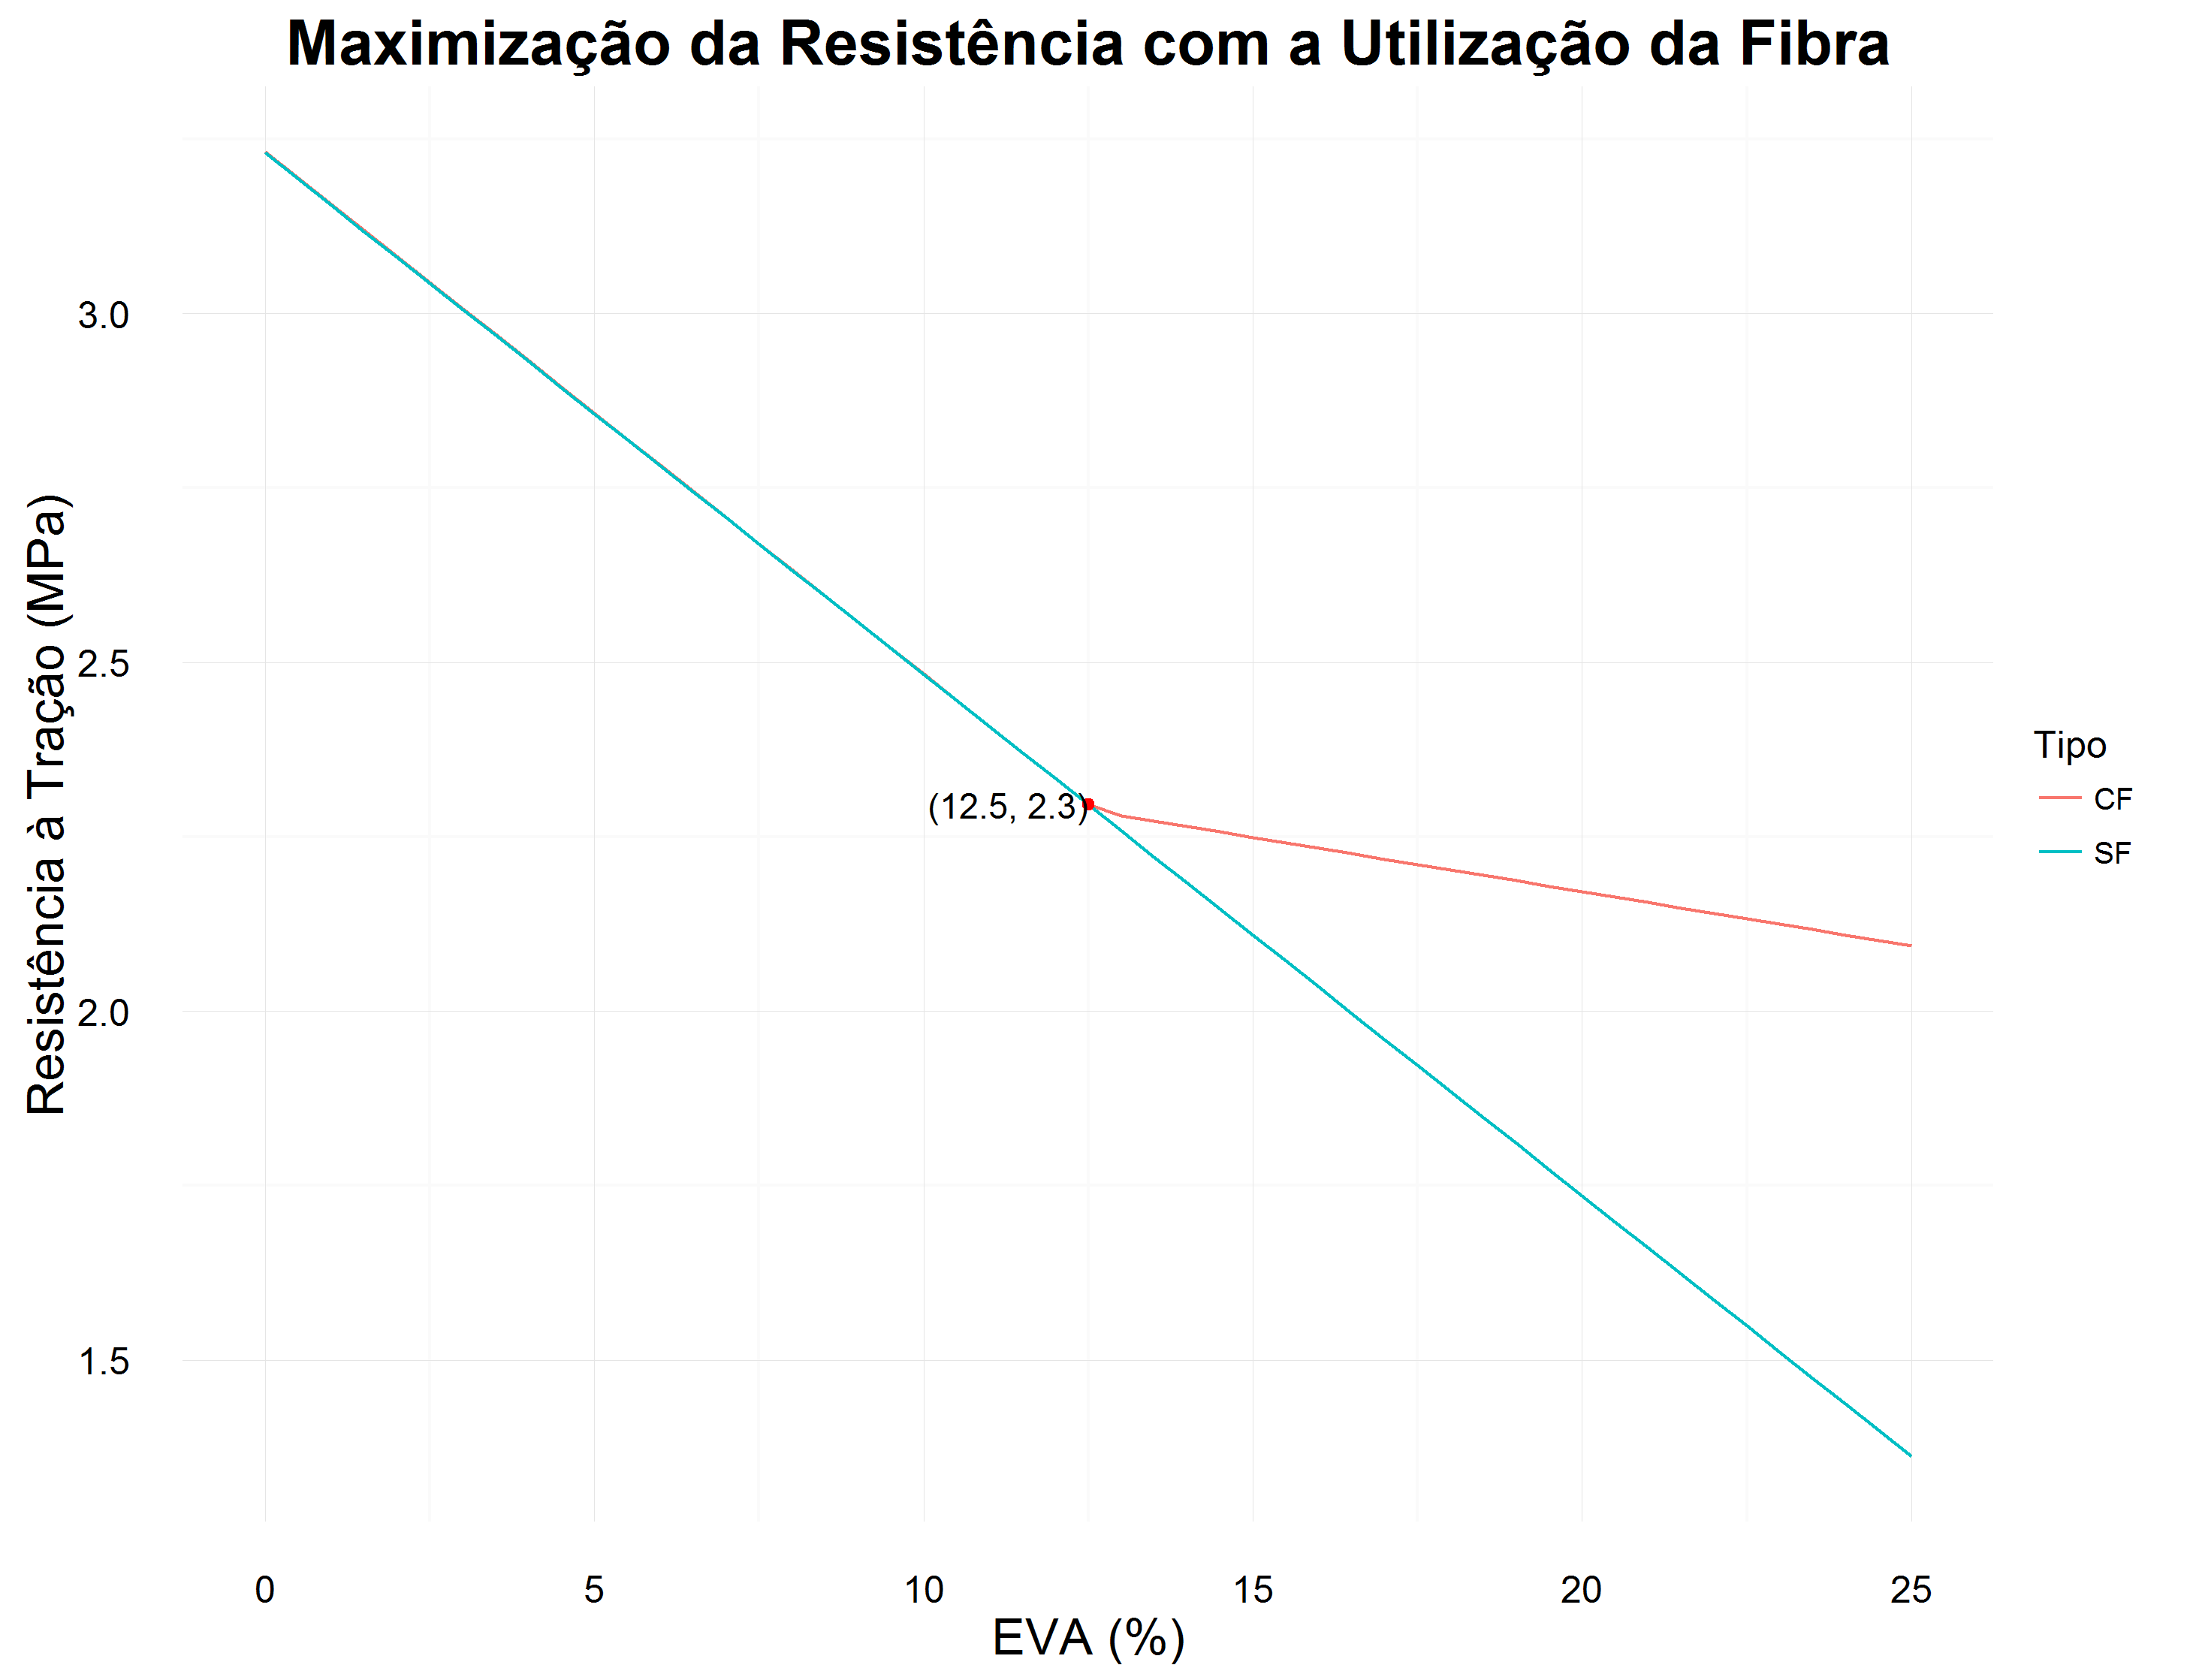 Maximização da Resistência com a Utilização da Fibra
Resistência à Tração (MPa)
3.0
2.5
2.0
1.5
(12.5, 2.3)
Tipo
CF
SF
0 5 10 15 20 25
EVA (%)